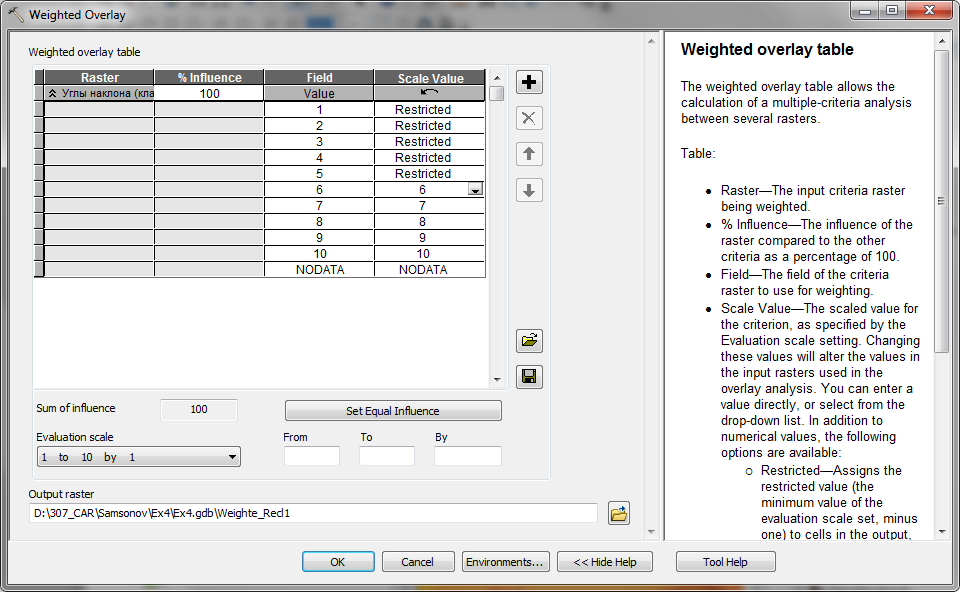 Weighted Overlay
Weighted overlay table
Raster % Influence Field Scale Value
Углы наклона (кла 100 Value
1 Restricted
2 Restricted
3 Restricted
4 Restricted
5 Restricted
6 6
7 7
8 8
9 9
10 10
NODATA NODATA
Sum of influence 100 Set Equal Influence
Evaluation scale From To By
1 to 10 by 1
Output raster
D:\307_CAR\Samsonov\Ex4\Ex4.gdb\Weighte_Recl1
OK Cancel Environments... << Hide Help Tool Help
Weighted overlay table
The weighted overlay table allows the
calculation of a multiple-criteria analysis
between several rasters.
Table:
• Raster—The input criteria raster
being weighted.
• % Influence—The influence of the
raster compared to the other
criteria as a percentage of 100.
• Field—The field of the criteria
raster to use for weighting.
• Scale Value—The scaled value for
the criterion, as specified by the
Evaluation scale setting. Changing
these values will alter the values in
the input rasters used in the
overlay analysis. You can enter a
value directly, or select from the
drop-down list. In addition to
numerical values, the following
options are available:
○ Restricted—Assigns the
restricted value (the
minimum value of the
evaluation scale set, minus
one) to cells in the output,